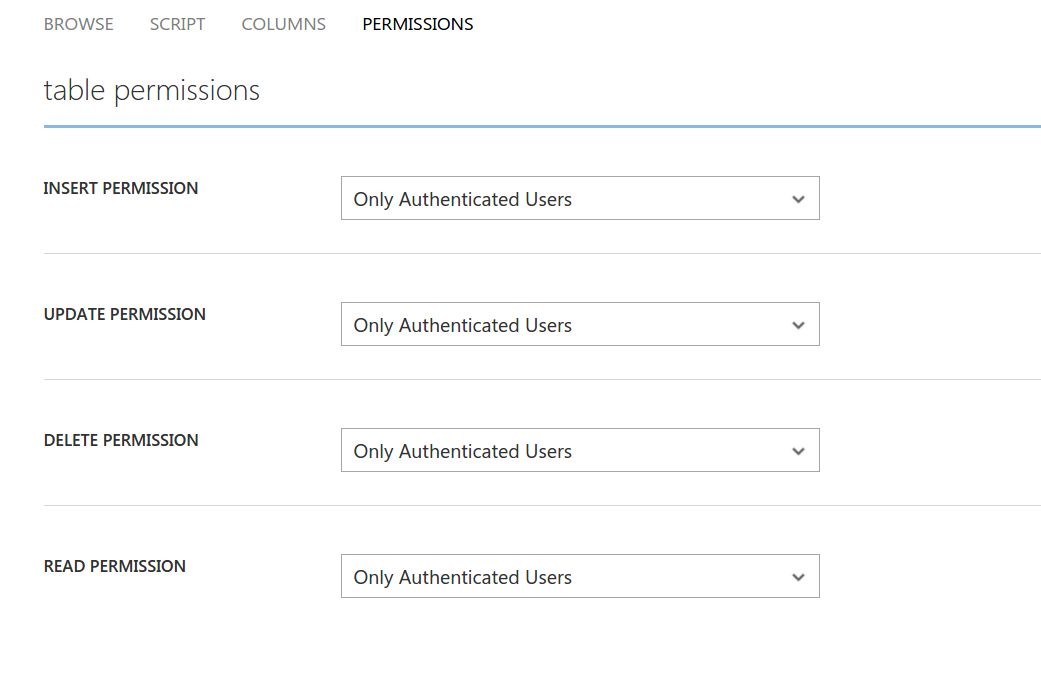 BROWSE SCRIPT COLUMNS PERMISSIONS
table permissions
INSERT PERMISSION Only Authenticated Users
UPDATE PERMISSION Only Authenticated Users
DELETE PERMISSION Only Authenticated Users
READ PERMISSION Only Authenticated Users